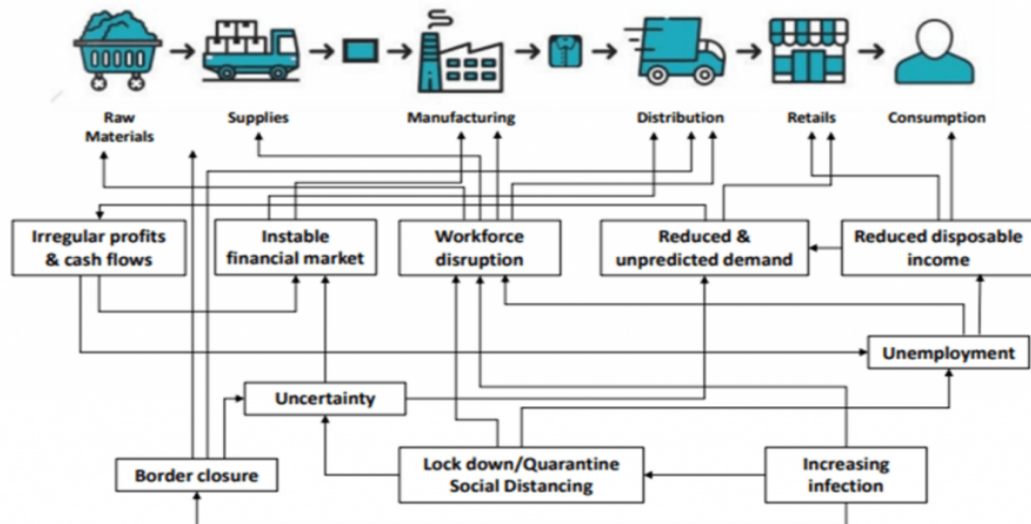 Raw
Materials
Supplies
Manufacturing
Distribution
Retails
Consumption
Irregular profits
& cash flows
Instable
financial market
Workforce
disruption
Reduced &
unpredicted demand
Reduced disposable
income
Unemployment
Uncertainty
Border closure
Lock down/Quarantine
Social Distancing
Increasing
infection